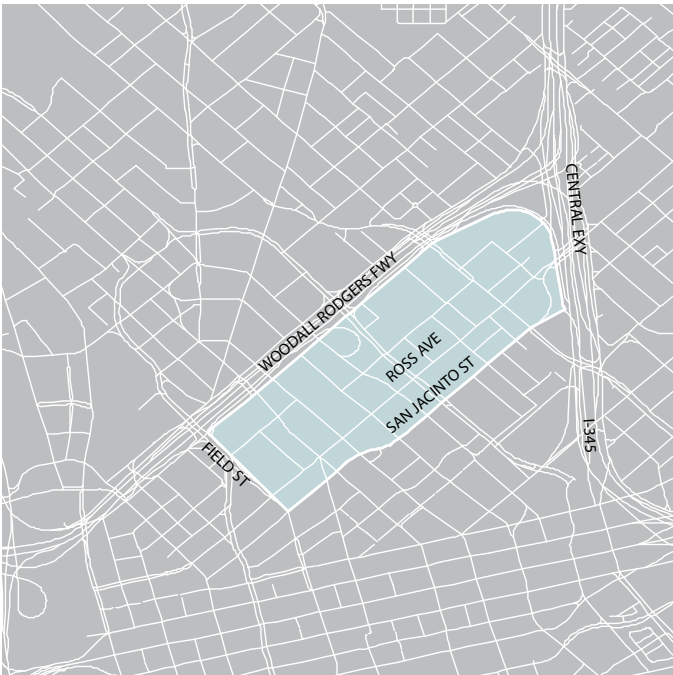 CENTRAL EXY
WOODALL RODGERS FWY
ROSS AVE
SAN JACINTO ST
I-345
FIELD ST